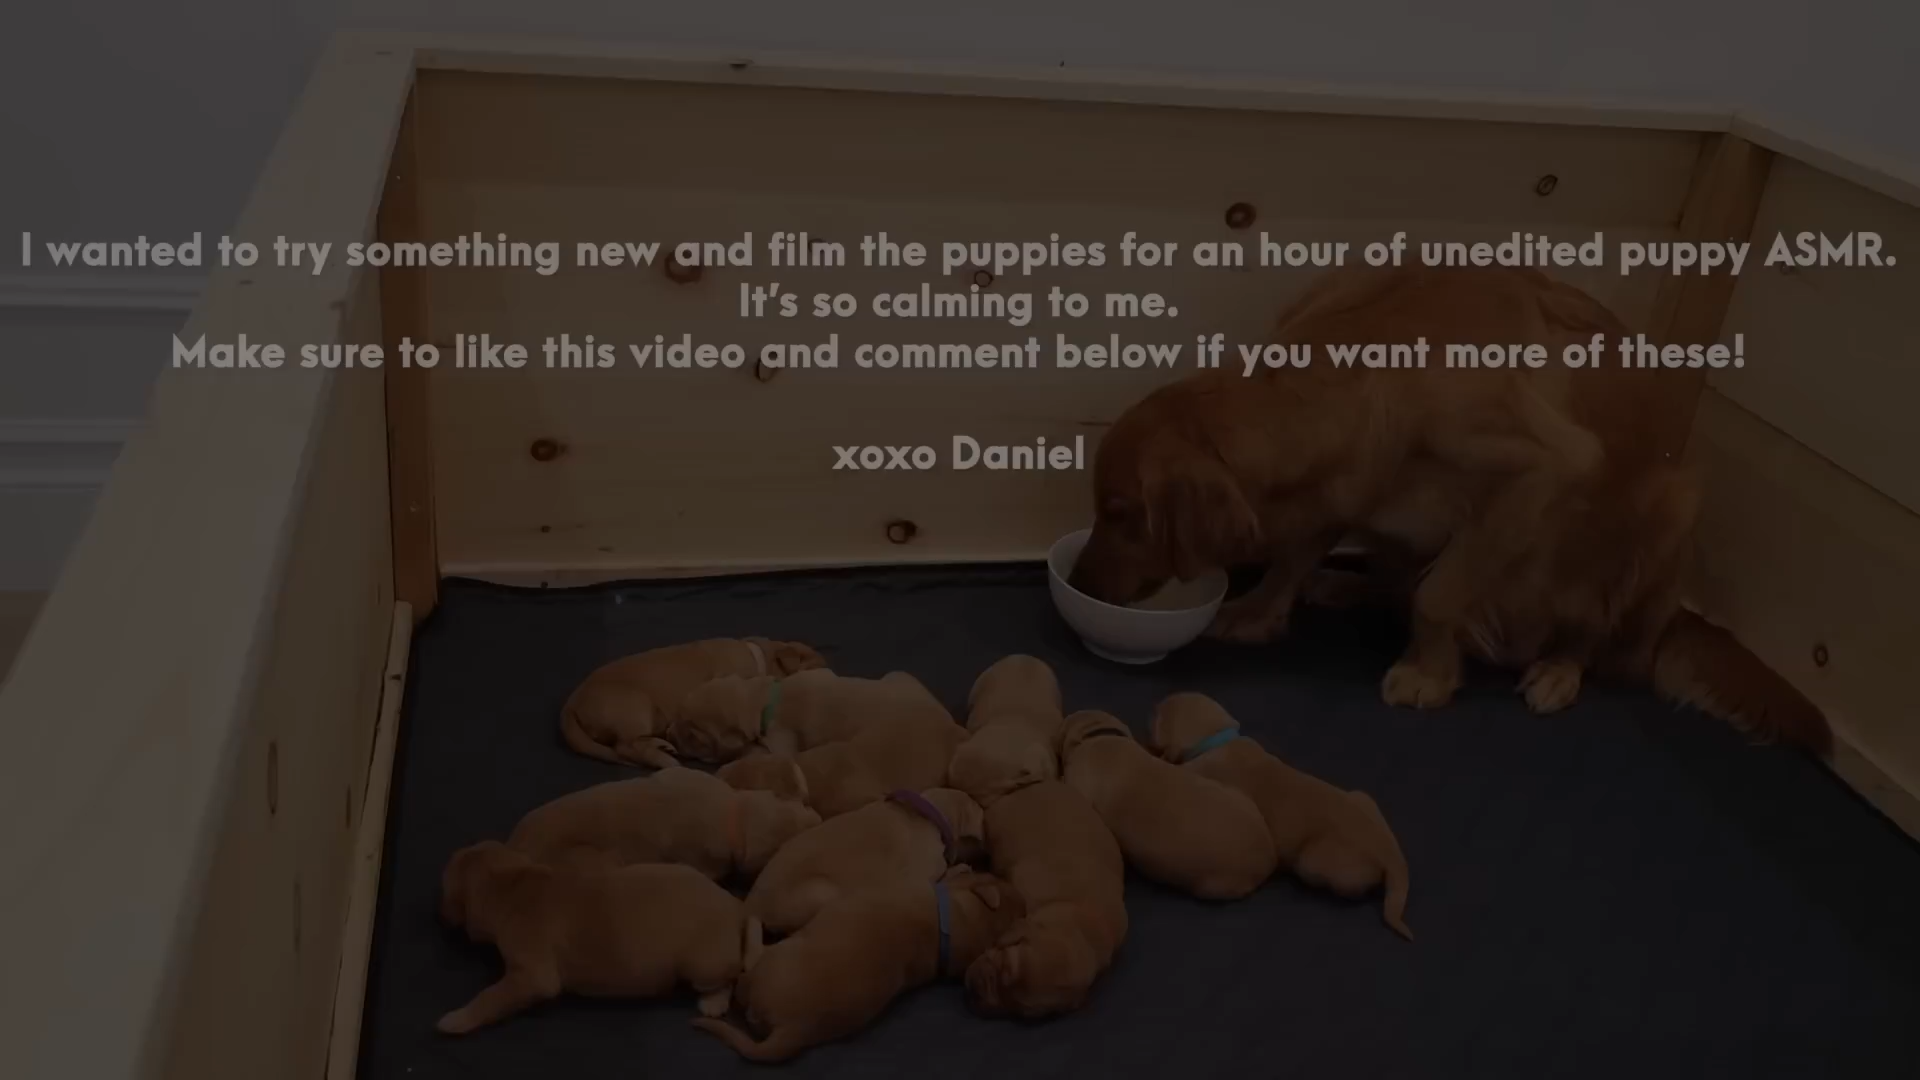 I wanted to try something new and film the puppies for an hour of unedited puppy ASMR.
It's so calming to me.
Make sure to like this video and comment below if you want more of these!
xoxo Daniel